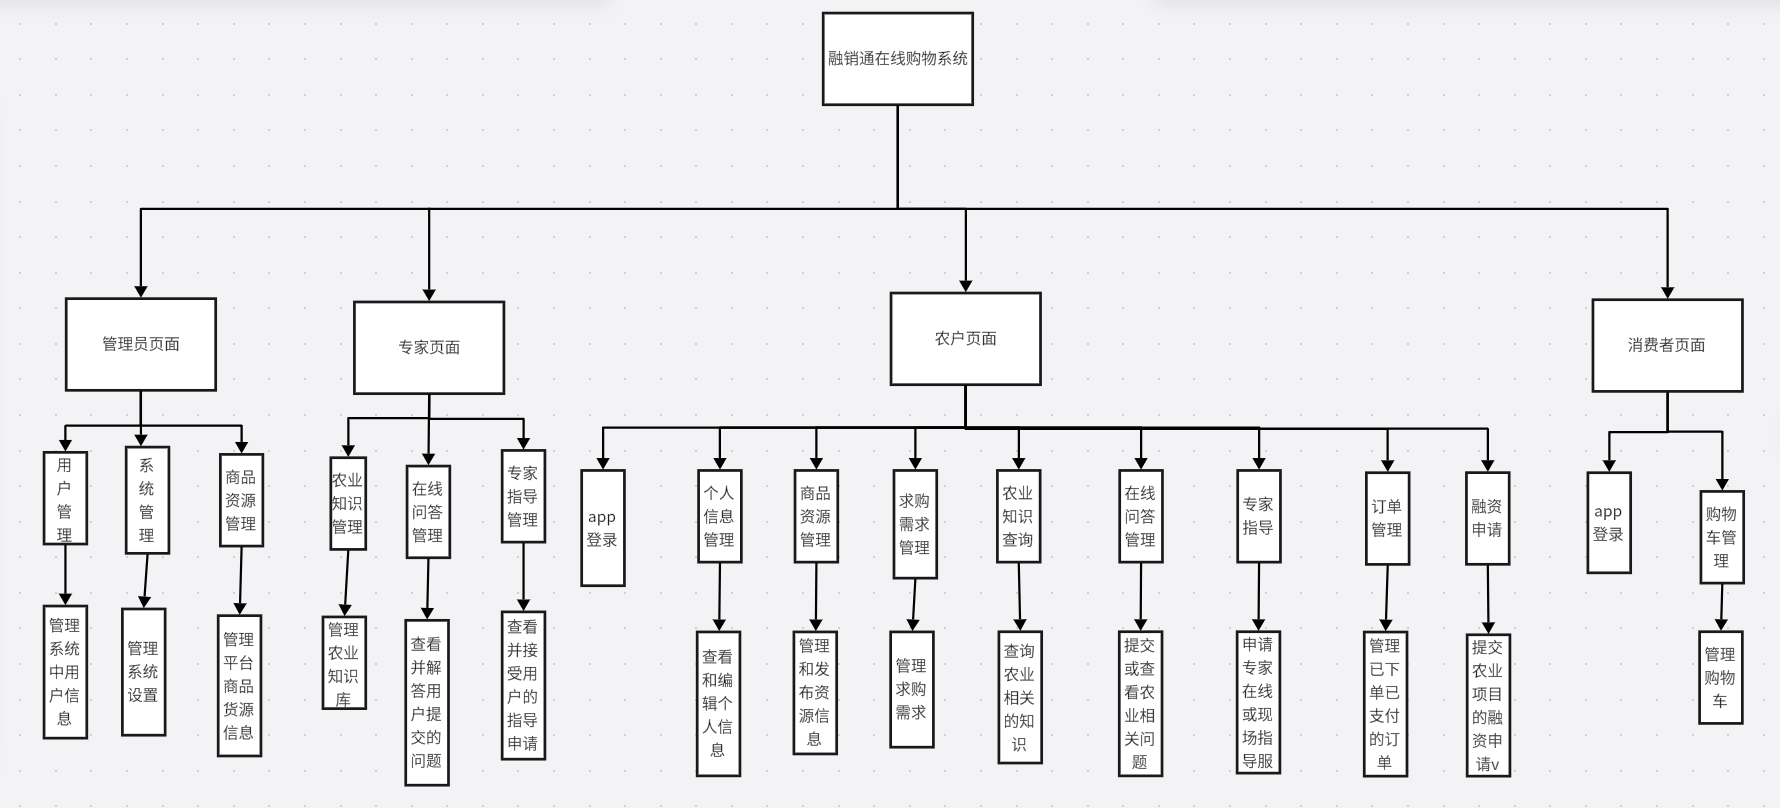 融销通在线购物系统
管理员页面
专家页面
农户页面
消费者页面
用
户
管
理
系
统
管
理
商品
资源
管理
农业
知识
管理
在线
问答
管理
专家
指导
管理
app
登录
个人
信息
管理
商品
资源
管理
求购
需求
管理
农业
知识
查询
在线
问答
管理
专家
指导
订单
管理
融资
申请
app
登录
购物
车管
理
管理
系统
中用
户信
息
管理
系统
设置
管理
平台
商品
货源
信息
管理
农业
知识
库
查看
并解
答用
户提
交的
问题
查看
并接
受用
户的
指导
申请
查看
和编
辑个
人信
息
管理
和发
布资
源信
息
管理
求购
需求
查询
农业
相关
的知
识
提交
或查
看农
业相
关问
题
申请
专家
在线
或现
场指
导服
管理
已下
单已
支付
的订
单
提交
农业
项目
的融
资申
请v
管理
购物
车